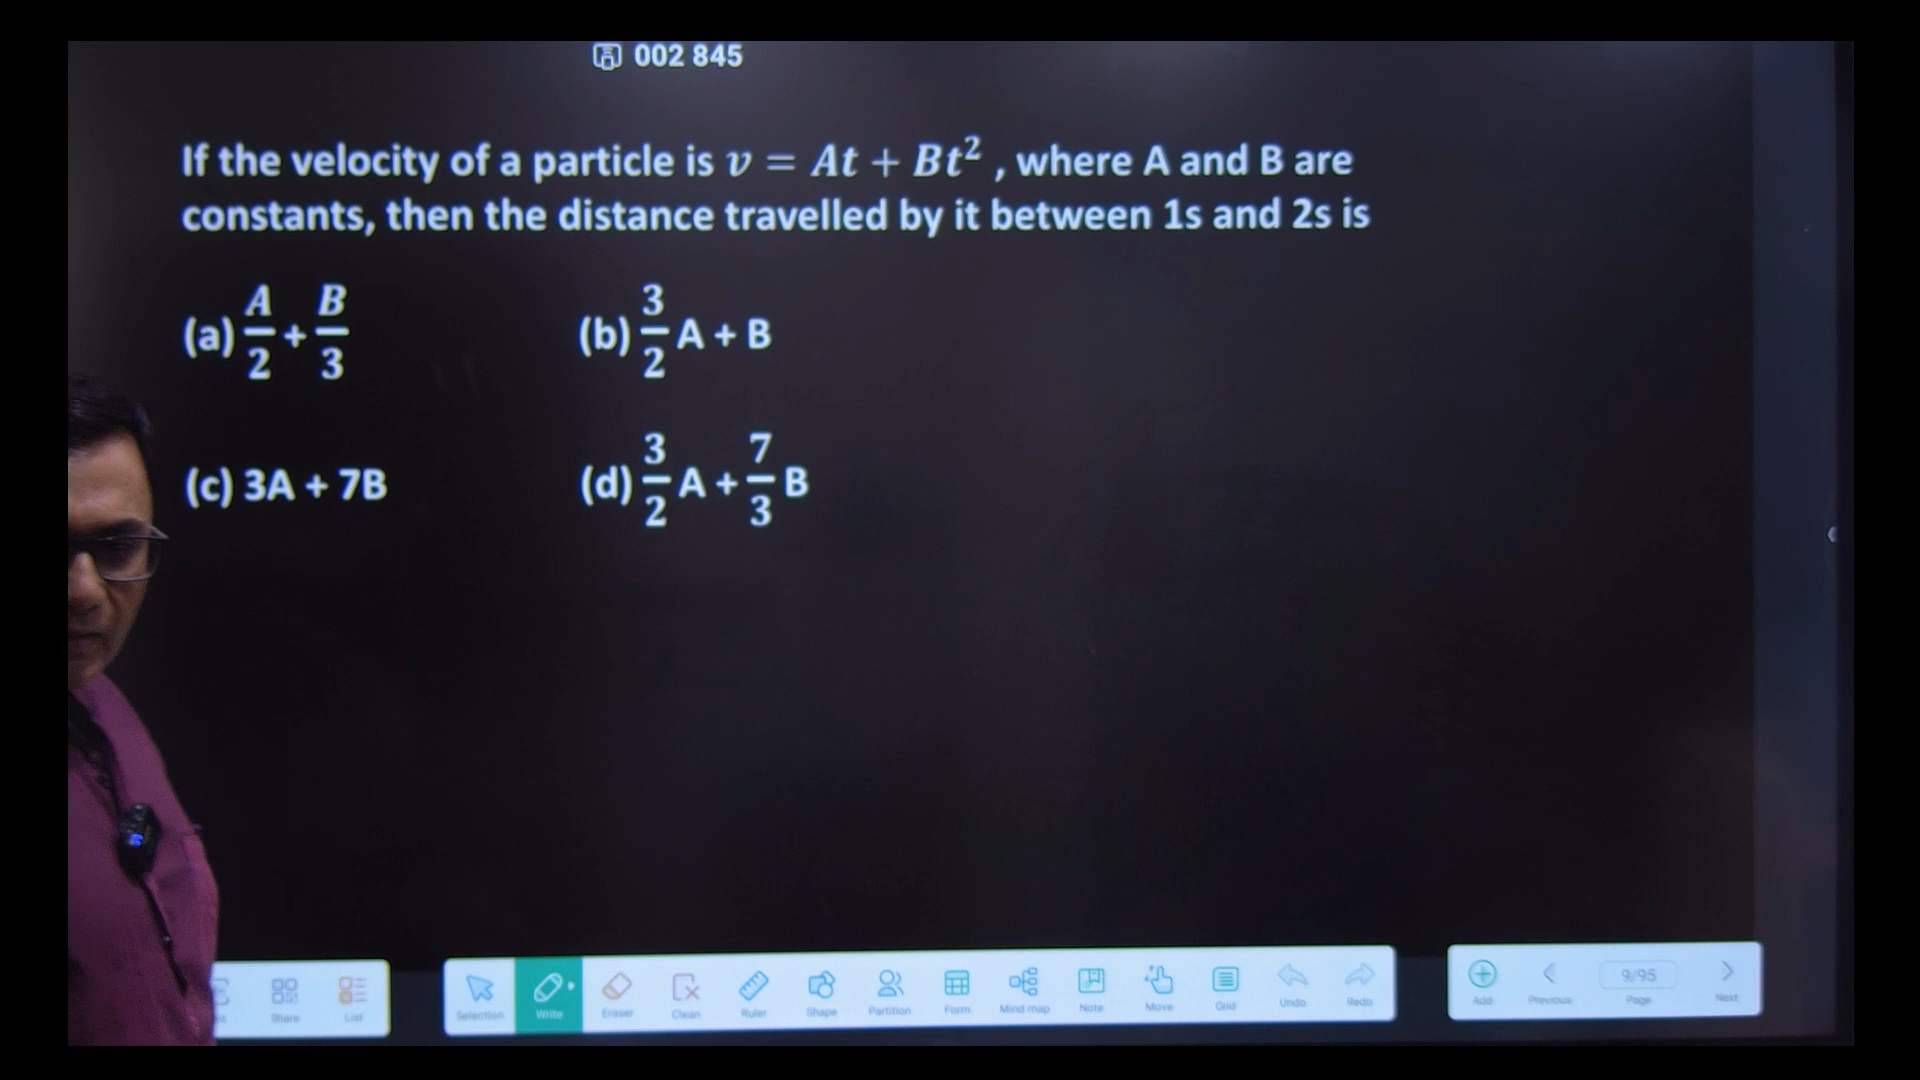 002 845
If the velocity of a particle is v = At + Bt² , where A and B are
constants, then the distance travelled by it between 1s and 2s is
(a) A/2 + B/3 (b) 3/2 A + B
(c) 3A + 7B (d) 3/2 A + 7/3 B
Share List Selection Write Eraser Clean Ruler Shape Partition Form Mind map Note Move Grid Undo Redo Add Previous 9/95 Page Next